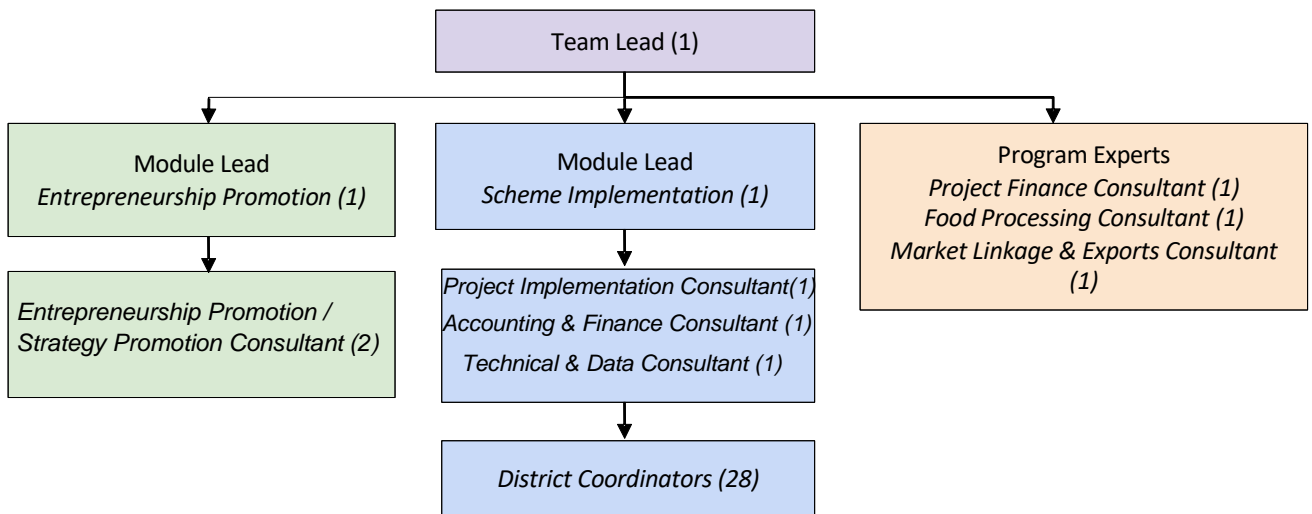 Team Lead (1)
Module Lead
Entrepreneurship Promotion (1)
Module Lead
Scheme Implementation (1)
Program Experts
Project Finance Consultant (1)
Food Processing Consultant (1)
Market Linkage & Exports Consultant
(1)
Entrepreneurship Promotion /
Strategy Promotion Consultant (2)
Project Implementation Consultant(1)
Accounting & Finance Consultant (1)
Technical & Data Consultant (1)
District Coordinators (28)